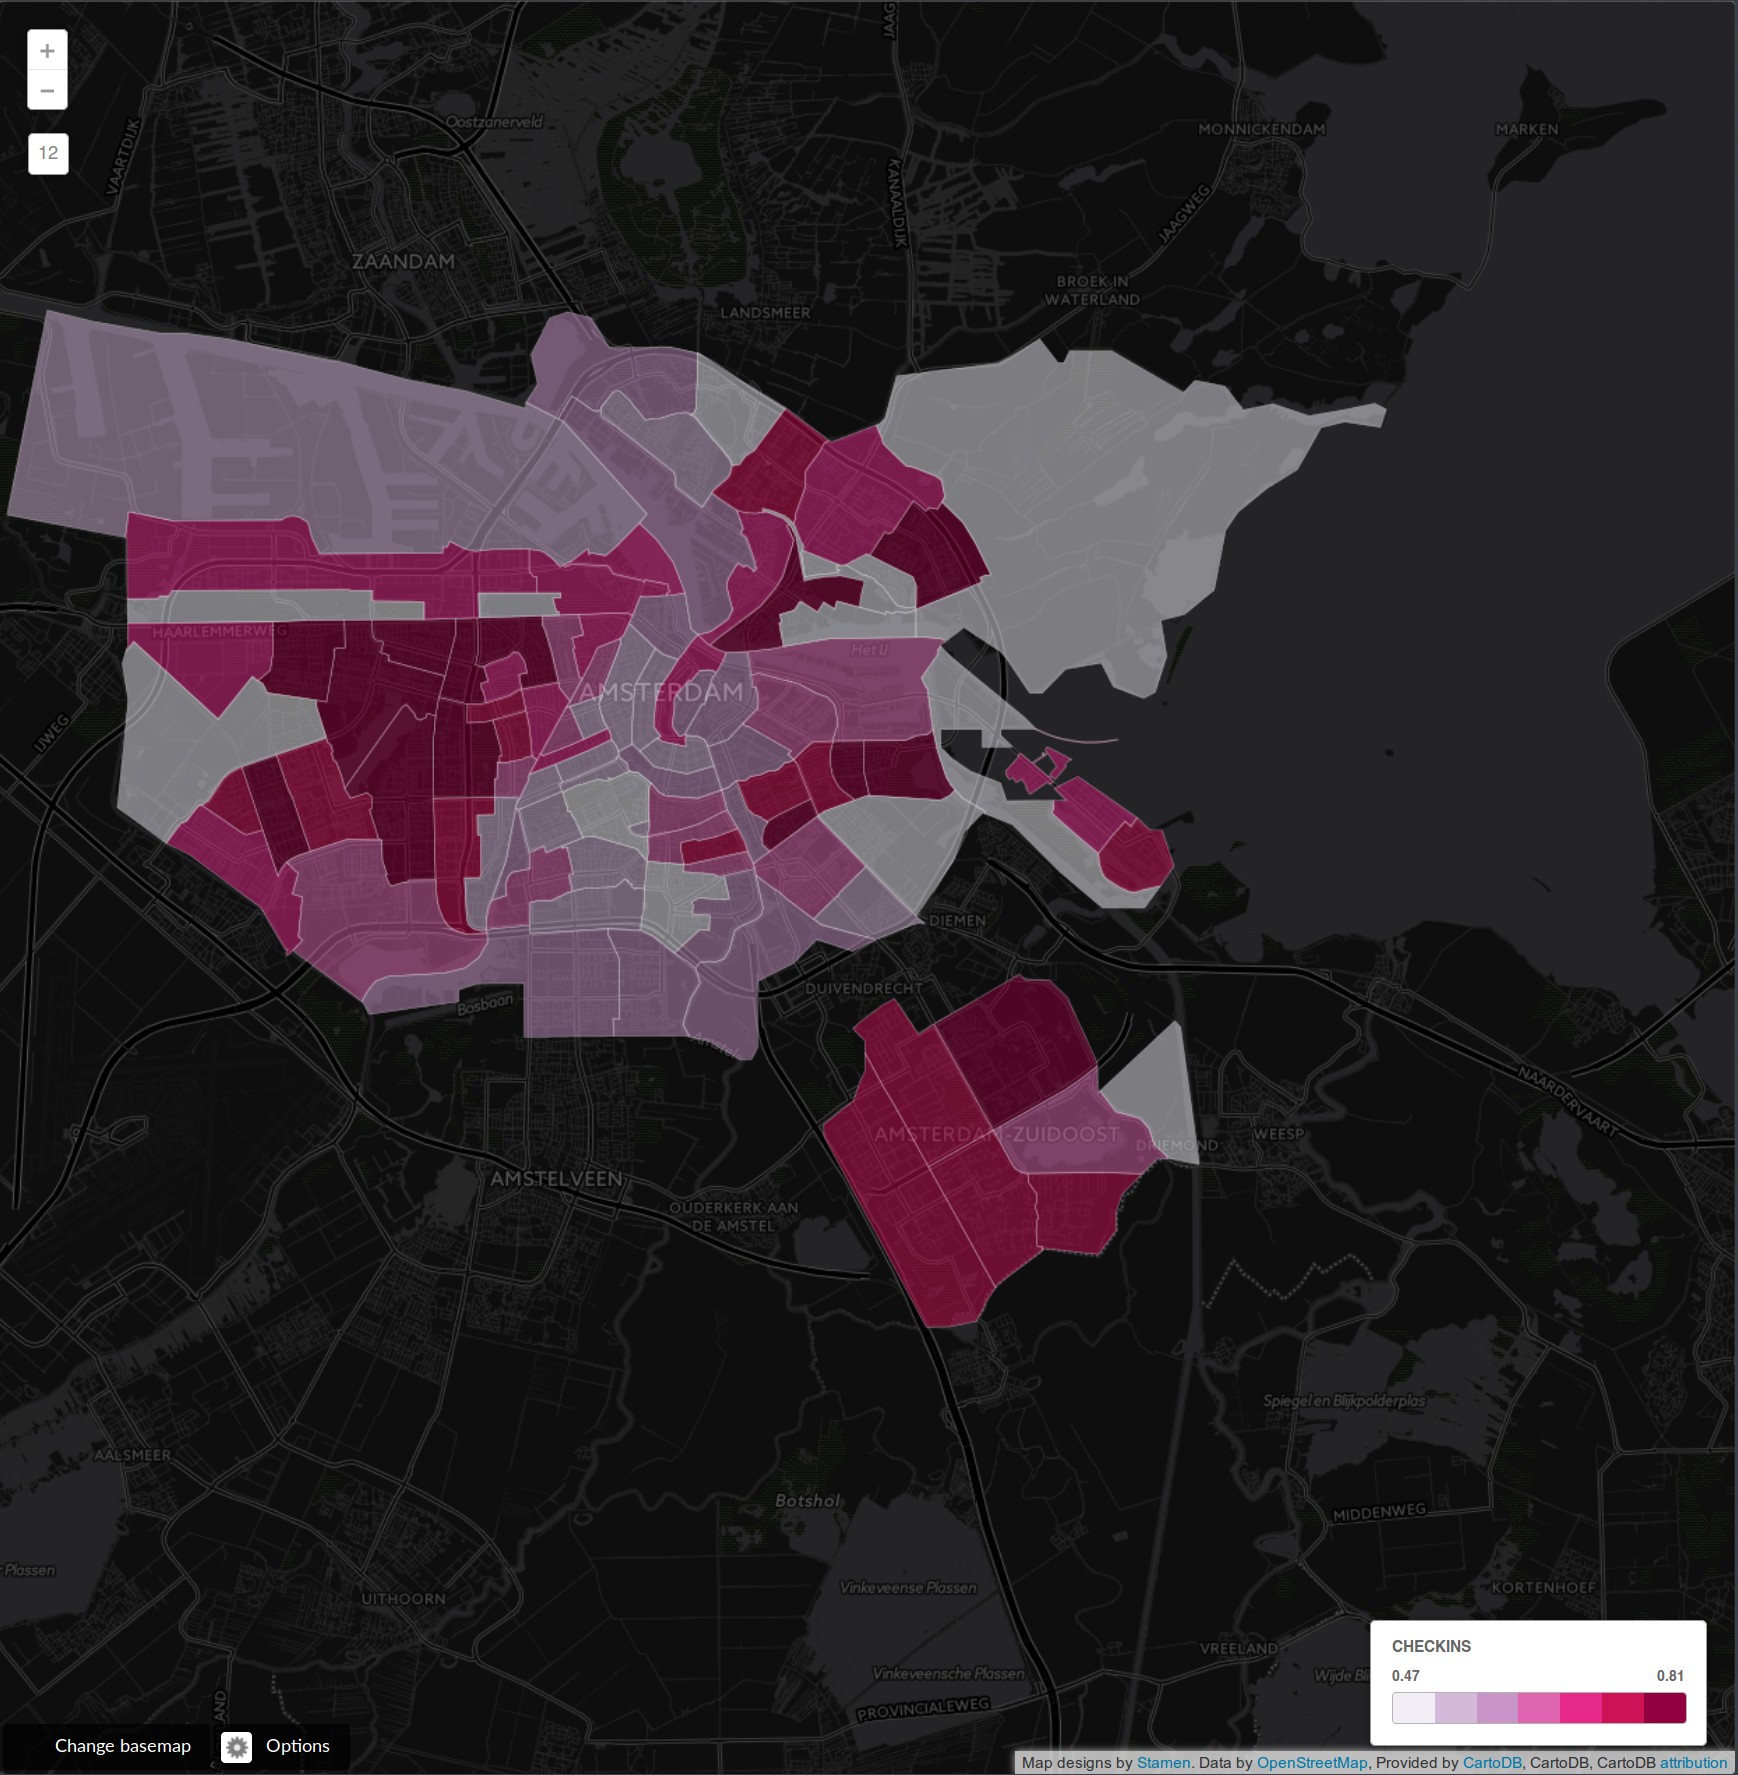 +
−
12
JAAG
Oostzanerveld
VAARTDIJK
MONNICKENDAM
MARKEN
KANAALDIJK
JAAGWEG
ZAANDAM
BROEK IN
WATERLAND
LANDSMEER
HAARLEMMERWEG
Het IJ
AMSTERDAM
IJWEG
DIEMEN
DUIVENDRECHT
Bosbaan
Amstel
NAARDERVAART
AMSTERDAM-ZUIDOOST
DRIEMOND
WEESP
AMSTELVEEN
OUDERKERK AAN
DE AMSTEL
Spiegel en Blijkpolderplas
AALSMEER
Botshol
MIDDENWEG
Plassen
Vinkeveense Plassen
KORTENHOEF
UITHOORN
VREELAND
CHECKINS
0.47 0.81
Vinkeveensche Plassen
Wijde Bl
LAND
PROVINCIALEWEG
Change basemap
Options
Map designs by Stamen. Data by OpenStreetMap, Provided by CartoDB, CartoDB, CartoDB attribution